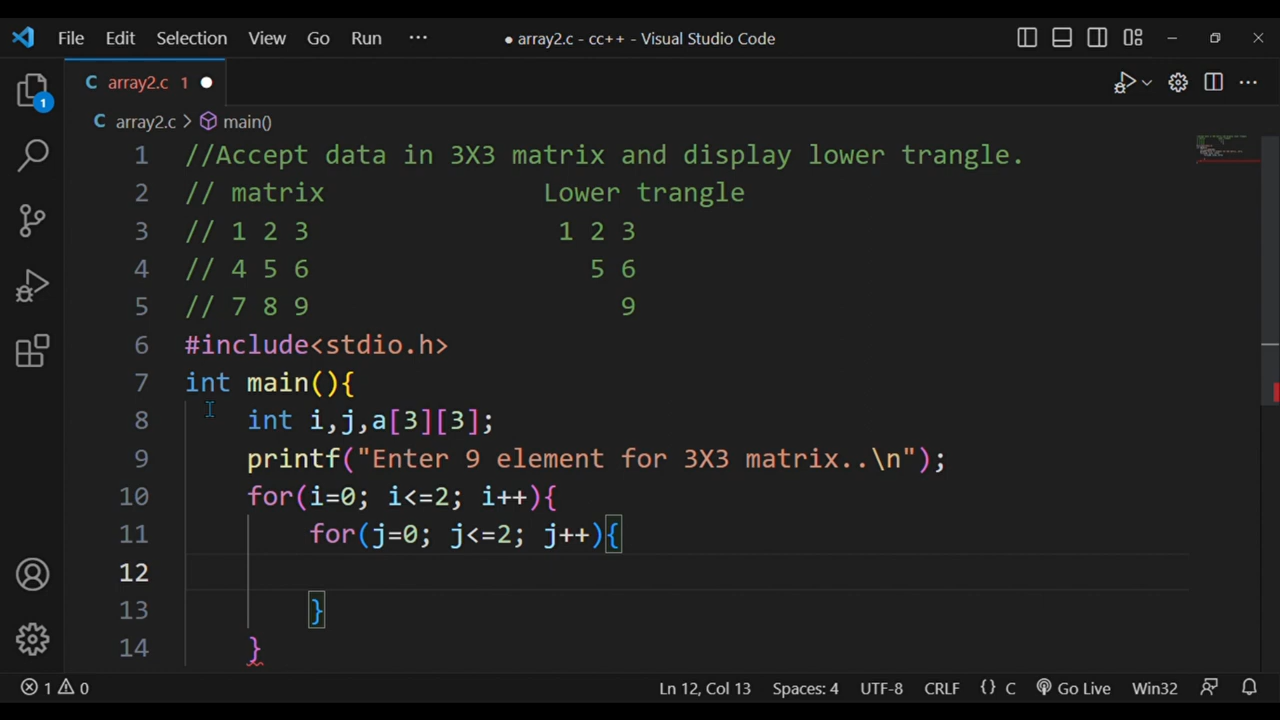 File Edit Selection View Go Run ··· ● array2.c - cc++ - Visual Studio Code
C array2.c 1 ●
C array2.c > main()
1 //Accept data in 3X3 matrix and display lower trangle.
2 // matrix Lower trangle
3 // 1 2 3 1 2 3
4 // 4 5 6 5 6
5 // 7 8 9 9
6 #include<stdio.h>
7 int main(){
8 int i,j,a[3][3];
9 printf("Enter 9 element for 3X3 matrix..\n");
10 for(i=0; i<=2; i++){
11 for(j=0; j<=2; j++){
12
13 }
14 }
1
1 0 Ln 12, Col 13 Spaces: 4 UTF-8 CRLF {} C Go Live Win32